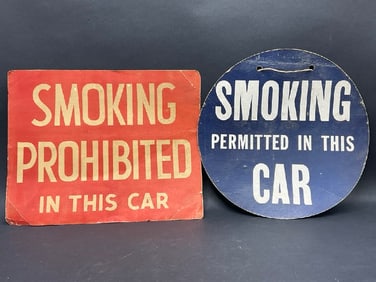 SMOKING
PROHIBITED
IN THIS CAR
SMOKING
PERMITTED IN THIS
CAR